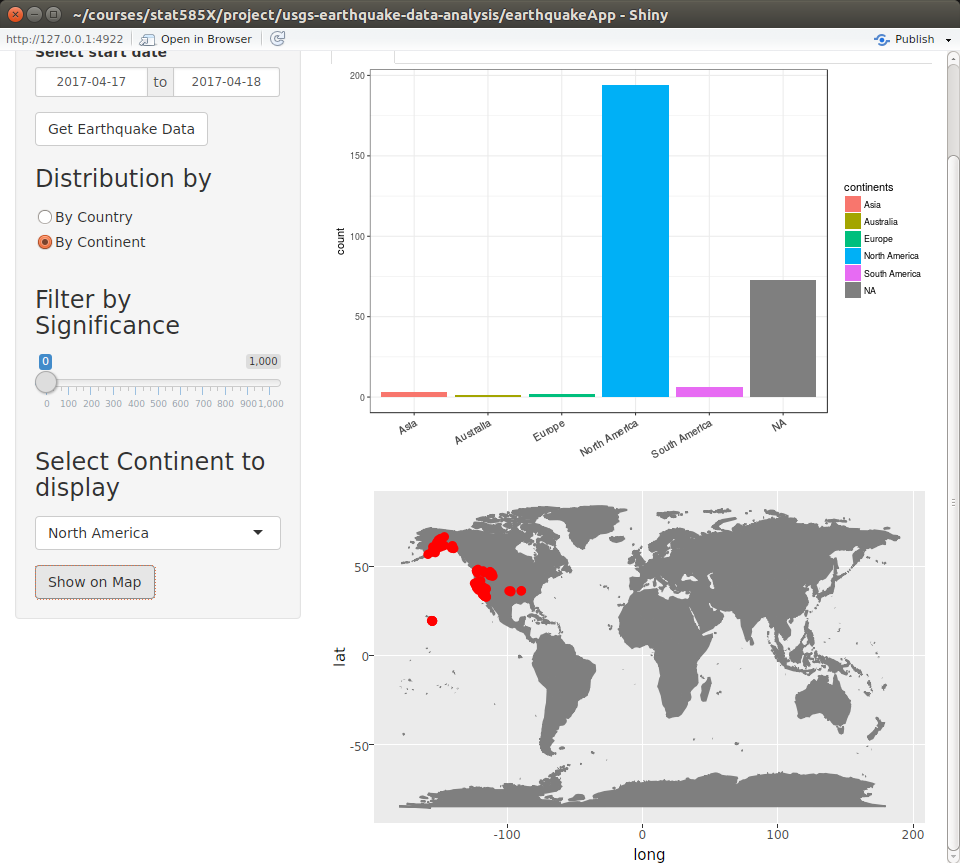 ~/courses/stat585X/project/usgs-earthquake-data-analysis/earthquakeApp - Shiny
http://127.0.0.1:4922 Open in Browser Publish
Select start date
2017-04-17 to 2017-04-18
Get Earthquake Data
Distribution by
By Country
By Continent
Filter by
Significance
0 1,000
0 100 200 300 400 500 600 700 800 900 1,000
Select Continent to
display
North America
Show on Map
200
150
100
50
0
count
Asia Australia Europe North America South America NA
continents
Asia
Australia
Europe
North America
South America
NA
50
0
-50
lat
-100 0 100 200
long